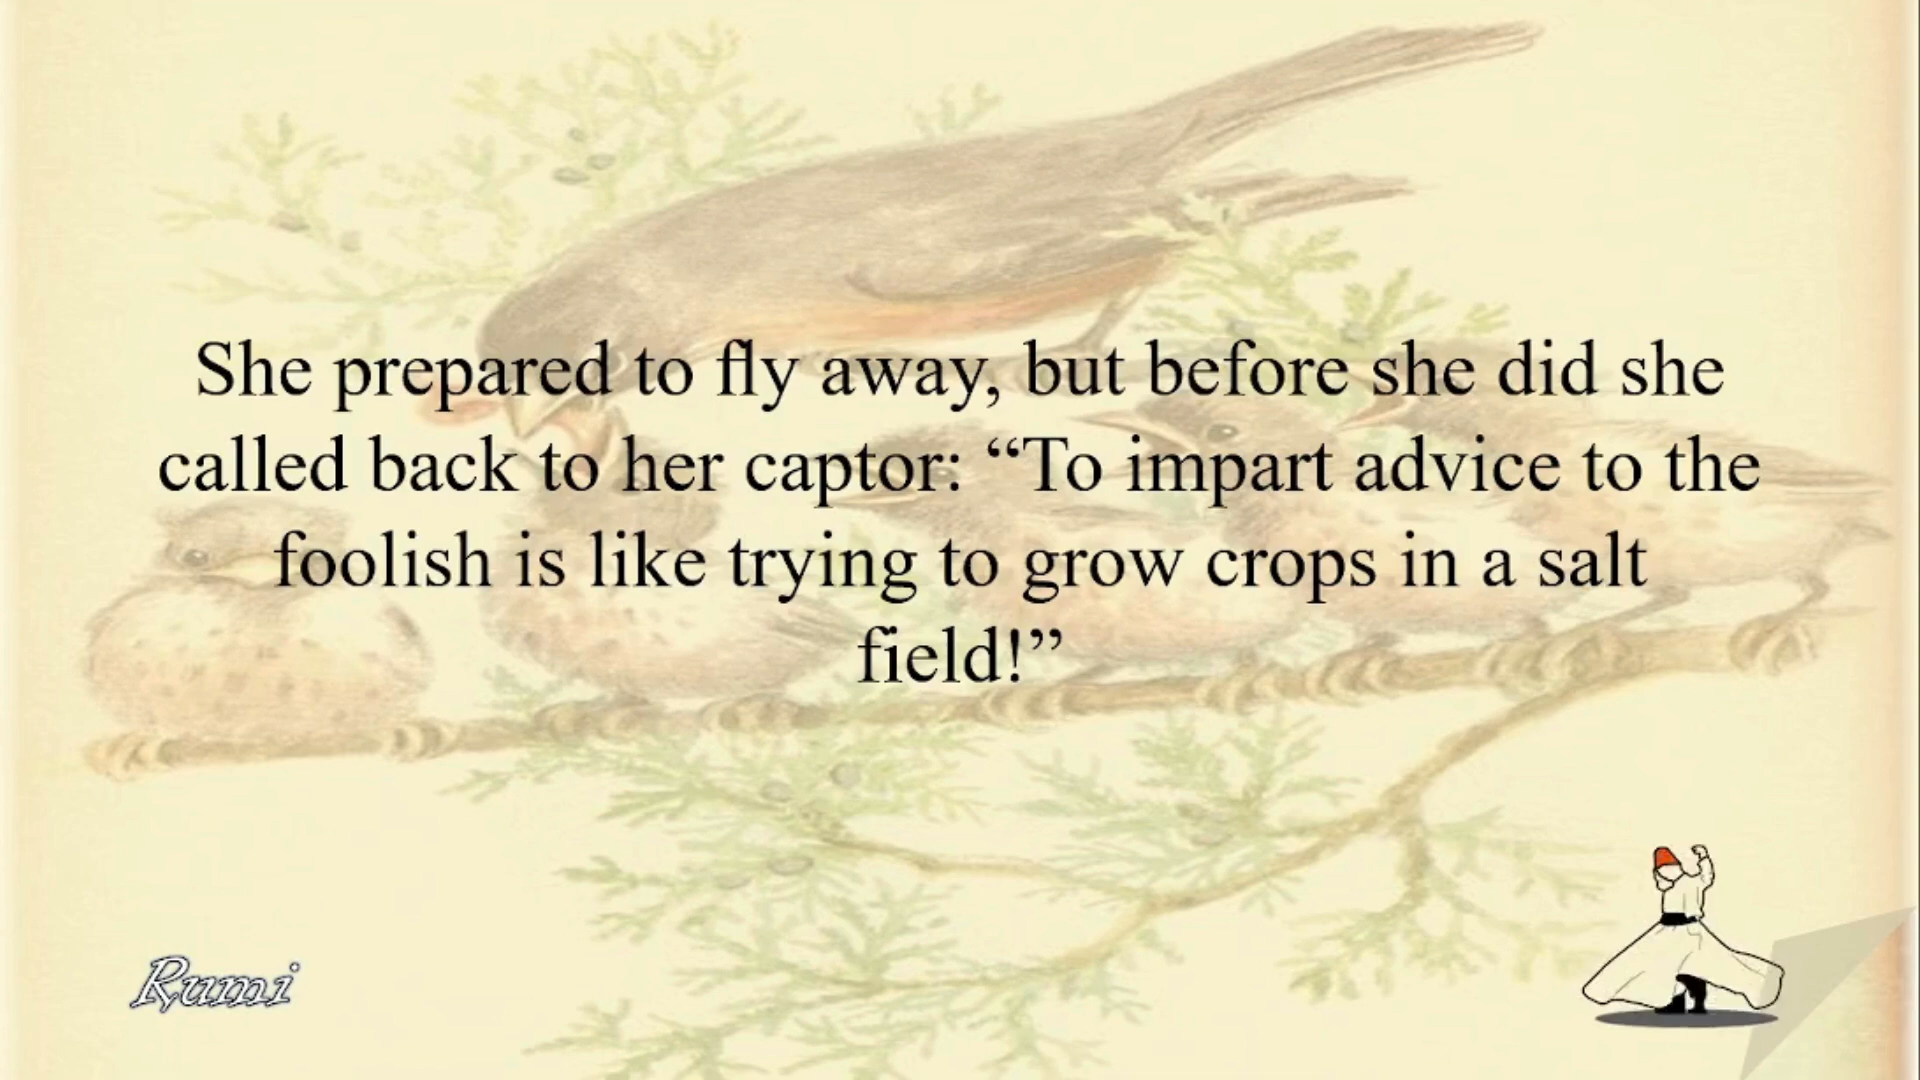 She prepared to fly away, but before she did she
called back to her captor: “To impart advice to the
foolish is like trying to grow crops in a salt
field!”
Rumi